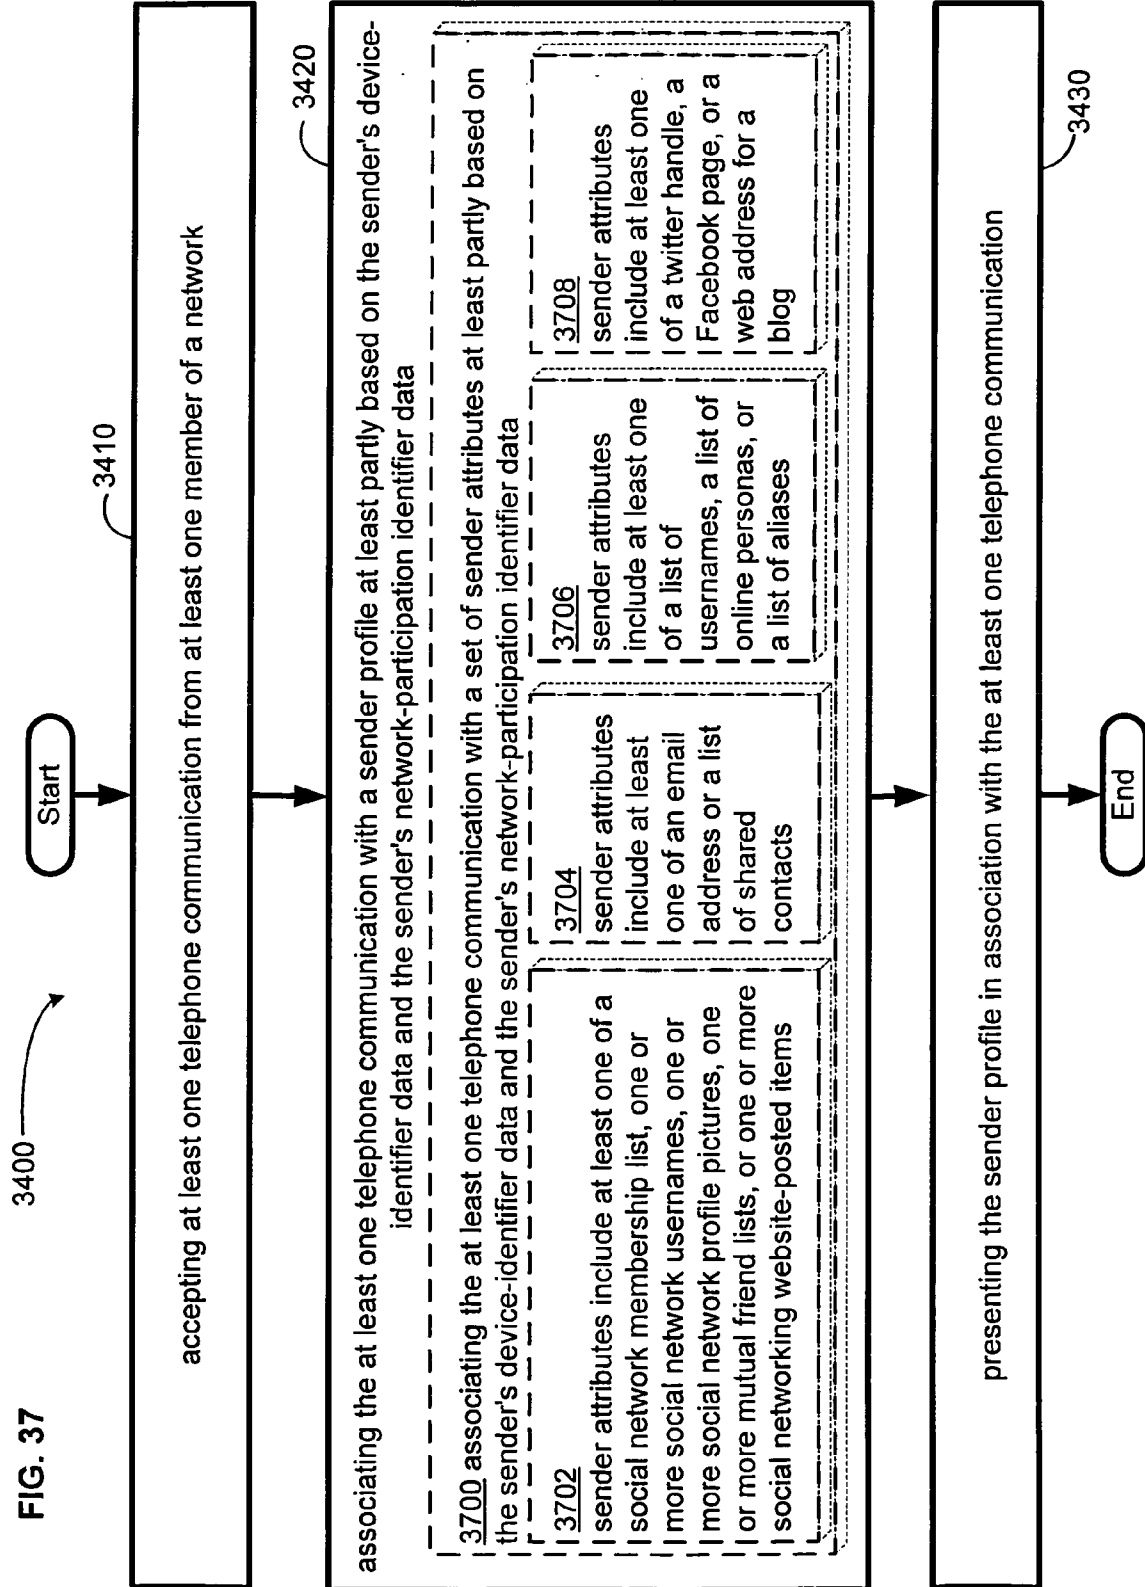 FIG. 37
3400
Start
3410
accepting at least one telephone communication from at least one member of a network
3420
associating the at least one telephone communication with a sender profile at least partly based on the sender's device-
identifier data and the sender's network-participation identifier data
3700 associating the at least one telephone communication with a set of sender attributes at least partly based on
the sender's device-identifier data and the sender's network-participation identifier data
3702
sender attributes include at least one of a
social network membership list, one or
more social network usernames, one or
more social network profile pictures, one
or more mutual friend lists, or one or more
social networking website-posted items
3704
sender attributes
include at least
one of an email
address or a list
of shared
contacts
3706
sender attributes
include at least one
of a list of
usernames, a list of
online personas, or
a list of aliases
3708
sender attributes
include at least one
of a twitter handle, a
Facebook page, or a
web address for a
blog
3430
presenting the sender profile in association with the at least one telephone communication
End